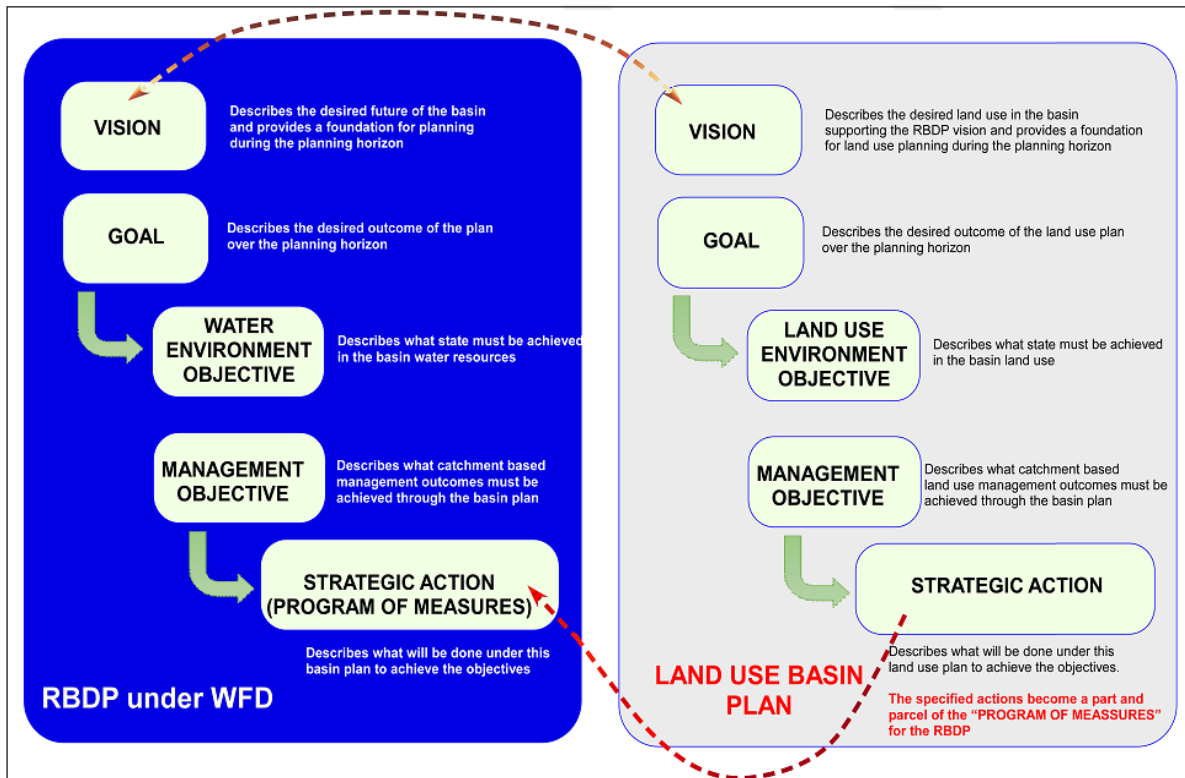 VISION
Describes the desired future of the basin
and provides a foundation for planning
during the planning horizon
GOAL
Describes the desired outcome of the plan
over the planning horizon
WATER
ENVIRONMENT
OBJECTIVE
Describes what state must be achieved
in the basin water resources
MANAGEMENT
OBJECTIVE
Describes what catchment based
management outcomes must be
achieved through the basin plan
STRATEGIC ACTION
(PROGRAM OF MEASURES)
Describes what will be done under this
basin plan to achieve the objectives
RBDP under WFD
VISION
Describes the desired land use in the basin
supporting the RBDP vision and provides a foundation
for land use planning during the planning horizon
GOAL
Describes the desired outcome of the land use plan
over the planning horizon
LAND USE
ENVIRONMENT
OBJECTIVE
Describes what state must be achieved
in the basin land use
MANAGEMENT
OBJECTIVE
Describes what catchment based
land use management outcomes must be
achieved through the basin plan
STRATEGIC ACTION
Describes what will be done under this
land use plan to achieve the objectives.
The specified actions become a part and
parcel of the “PROGRAM OF MEASSURES”
for the RBDP
LAND USE BASIN
PLAN